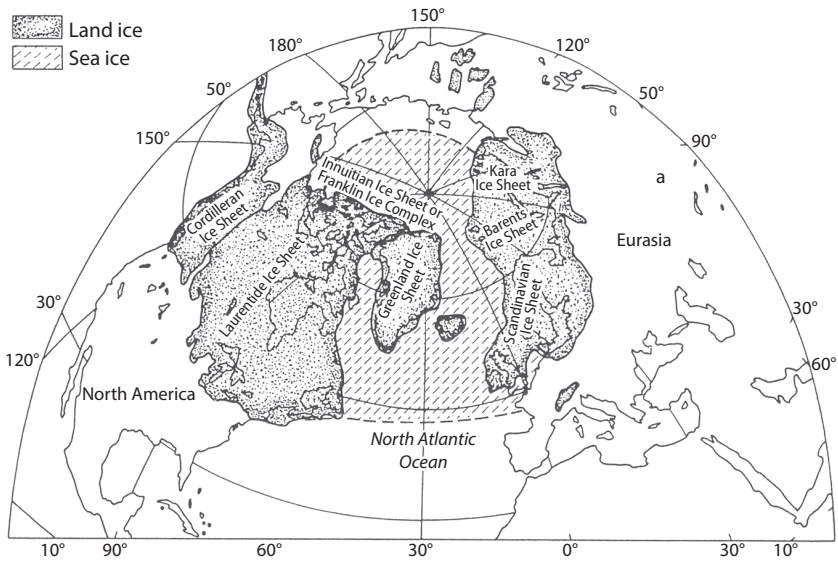 Land ice
Sea ice
150°
180°
120°
50°
50°
150°
90°
a
Innuitian Ice Sheet or
Franklin Ice Complex
Kara
Ice Sheet
Cordilleran
Ice Sheet
Barents
Ice Sheet
Eurasia
Laurentide Ice Sheet
Greenland Ice
Sheet
Scandinavian
Ice Sheet
30°
30°
120°
60°
North America
North Atlantic
Ocean
10°
90°
60°
30°
0°
30°
10°